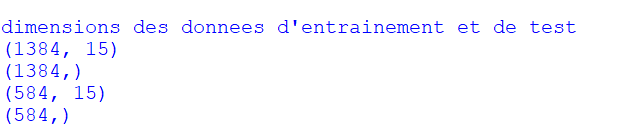 dimensions des donnees d'entrainement et de test
(1384, 15)
(1384,)
(584, 15)
(584,)